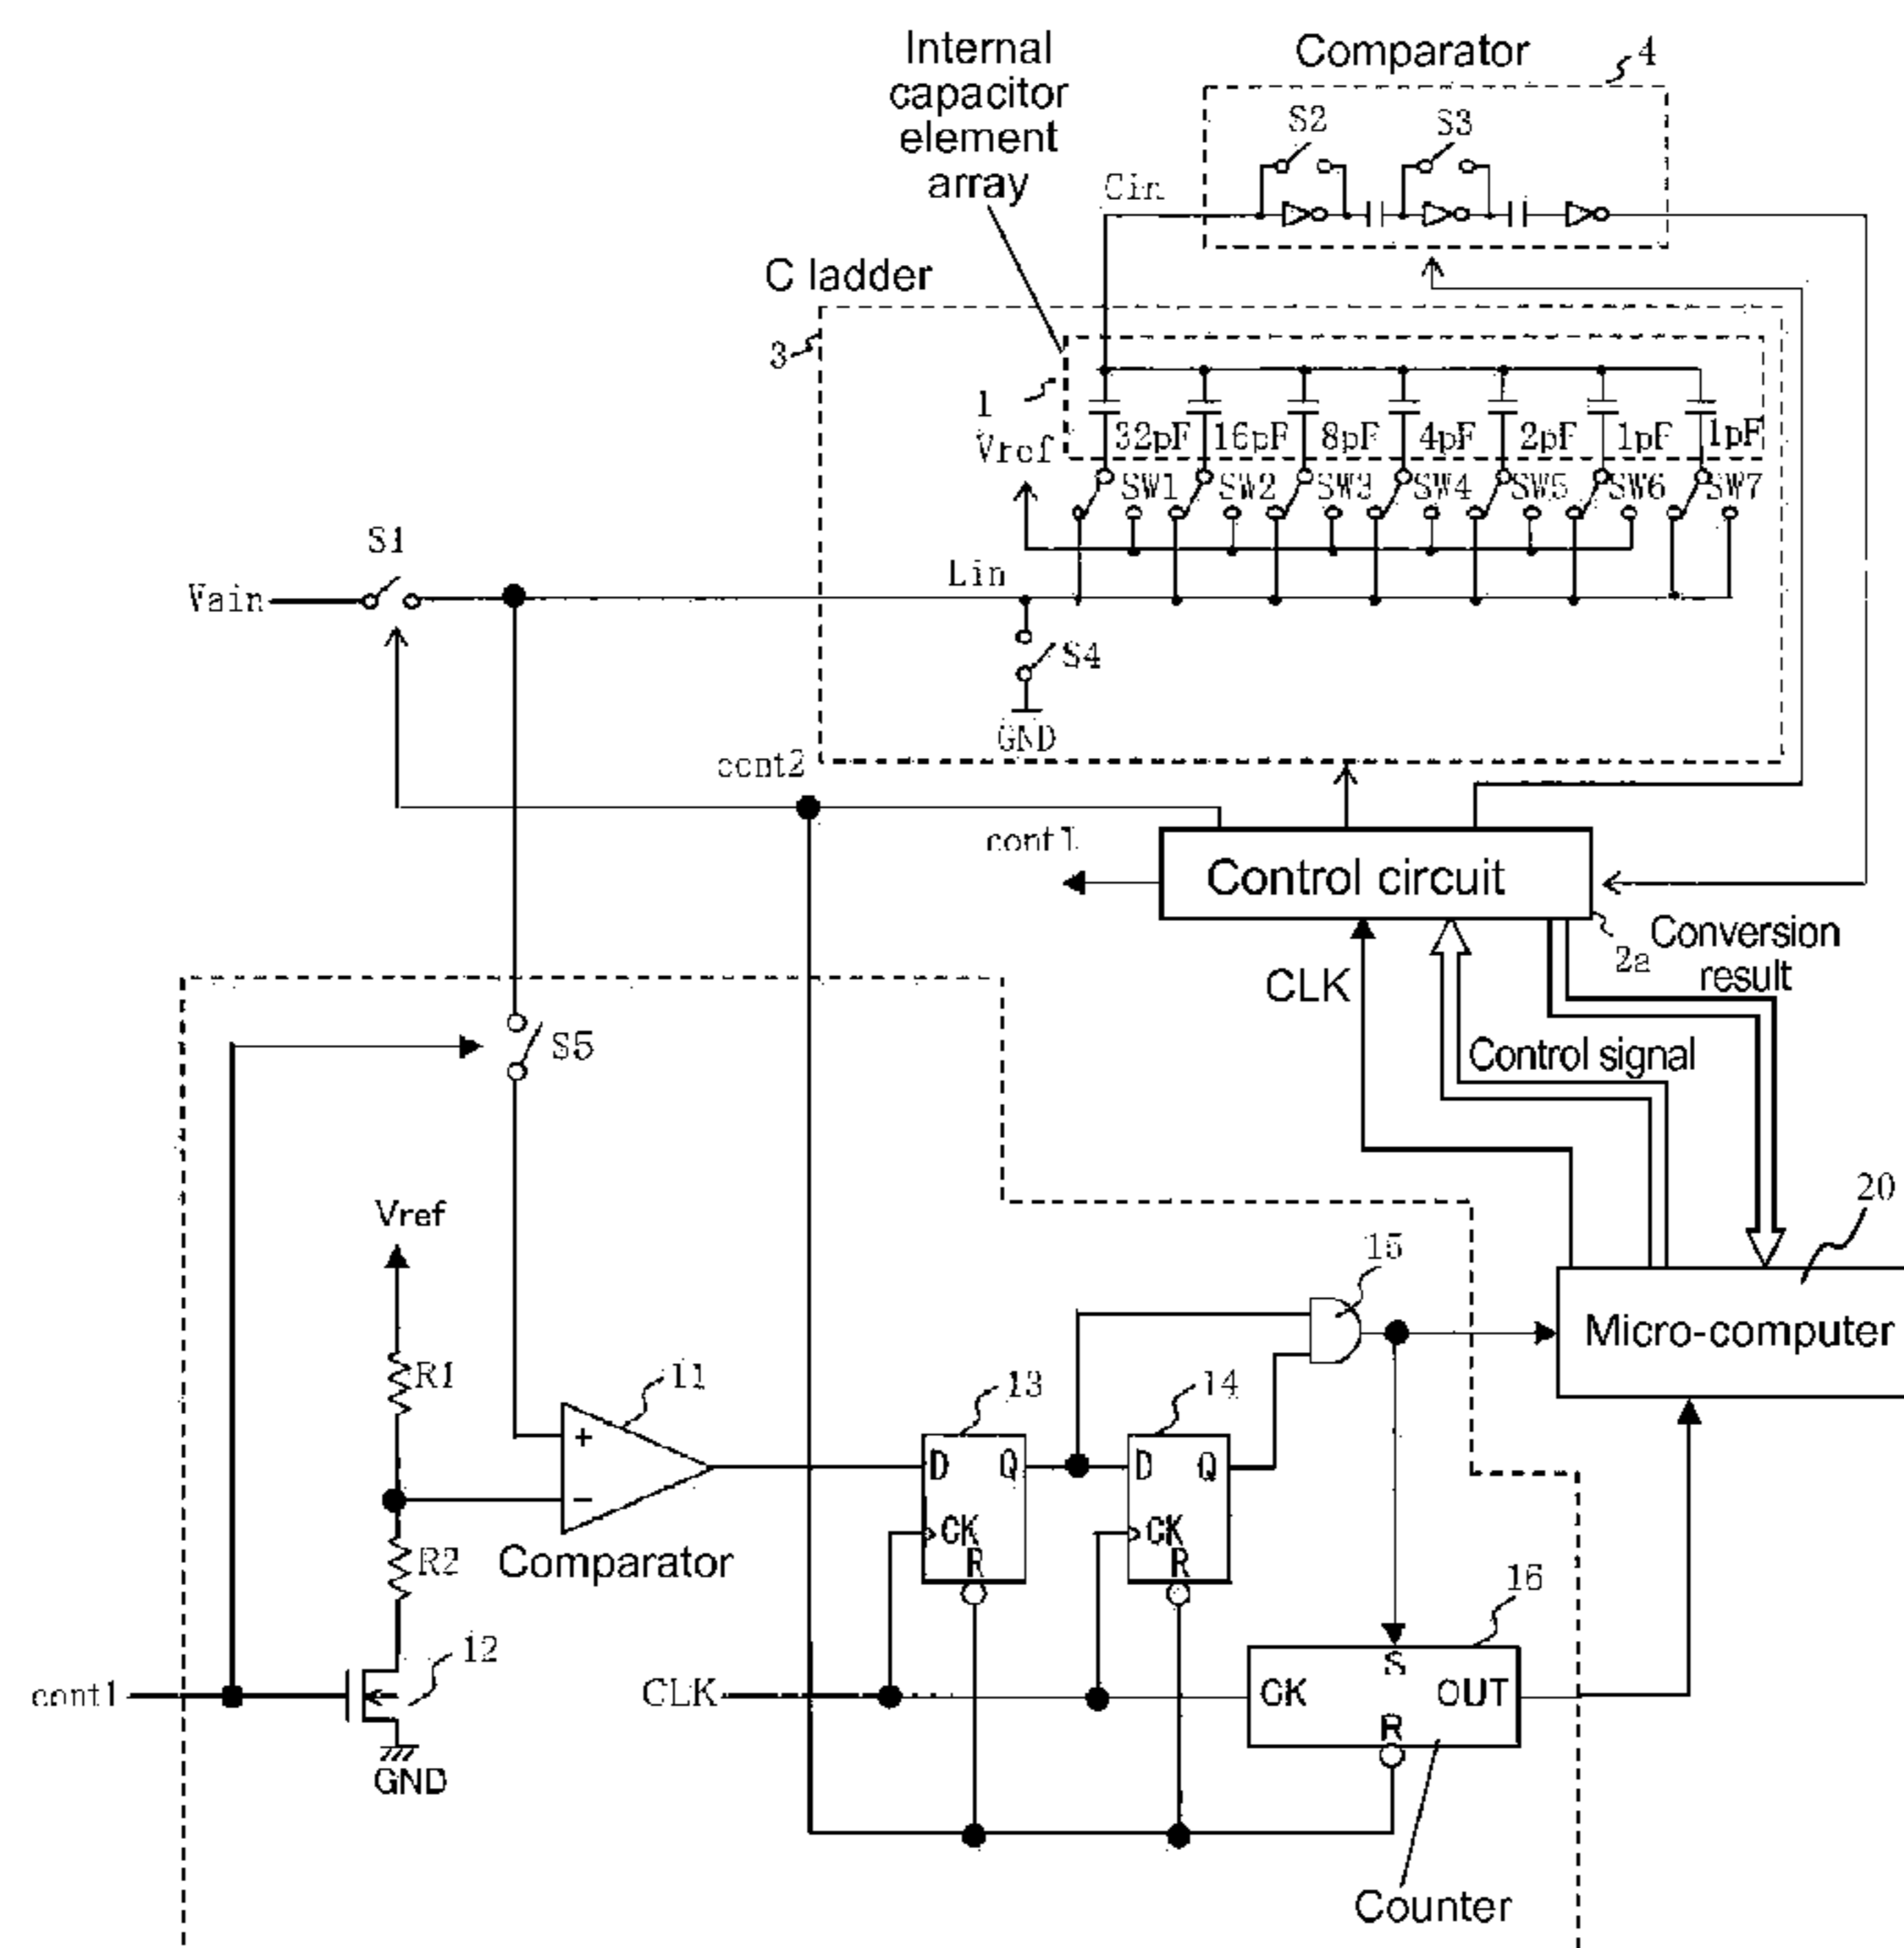 Internal
capacitor
element
array
Comparator
4
S2
S3
Cin
C ladder
3
1
Vref
32pF 16pF 8pF 4pF 2pF 1pF 1pF
SW1 SW2 SW3 SW4 SW5 SW6 SW7
S1
Vain
Lin
S4
GND
cont2
cont1
Control circuit
2a
Conversion
result
CLK
S5
Control signal
20
Vref
15
Micro-computer
R1
11
13
14
+
−
D Q
D Q
CK
R
CK
R
R2
Comparator
16
12
S
cont1
CLK
CK OUT
R
GND
Counter